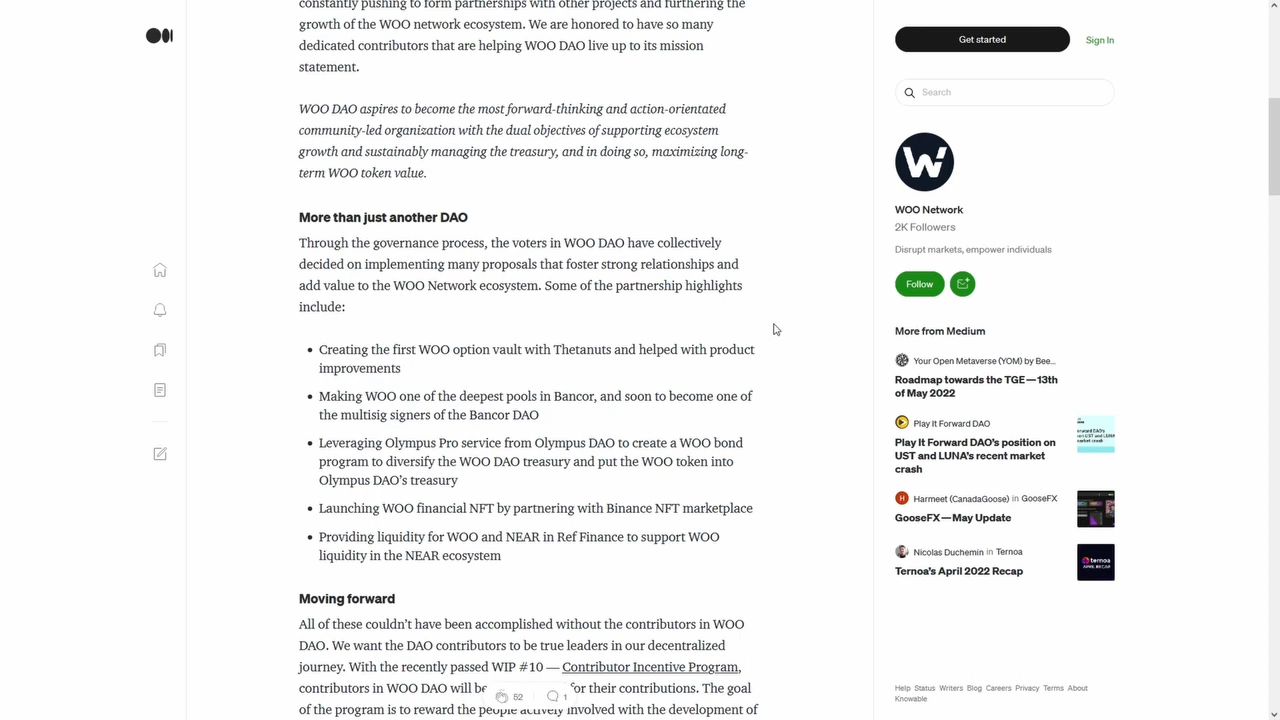 constantly pushing to form partnerships with other projects and furthering the
growth of the WOO network ecosystem. We are honored to have so many
dedicated contributors that are helping WOO DAO live up to its mission
statement.
WOO DAO aspires to become the most forward-thinking and action-orientated
community-led organization with the dual objectives of supporting ecosystem
growth and sustainably managing the treasury, and in doing so, maximizing long-
term WOO token value.
More than just another DAO
Through the governance process, the voters in WOO DAO have collectively
decided on implementing many proposals that foster strong relationships and
add value to the WOO Network ecosystem. Some of the partnership highlights
include:
Creating the first WOO option vault with Thetanuts and helped with product
improvements
Making WOO one of the deepest pools in Bancor, and soon to become one of
the multisig signers of the Bancor DAO
Leveraging Olympus Pro service from Olympus DAO to create a WOO bond
program to diversify the WOO DAO treasury and put the WOO token into
Olympus DAO's treasury
Launching WOO financial NFT by partnering with Binance NFT marketplace
Providing liquidity for WOO and NEAR in Ref Finance to support WOO
liquidity in the NEAR ecosystem
Moving forward
All of these couldn't have been accomplished without the contributors in WOO
DAO. We want the DAO contributors to be true leaders in our decentralized
journey. With the recently passed WIP #10 — Contributor Incentive Program,
contributors in WOO DAO will be for their contributions. The goal
52 1
of the program is to reward the people actively involved with the development of
Get started Sign In
Search
W
WOO Network
2K Followers
Disrupt markets, empower individuals
Follow
More from Medium
Your Open Metaverse (YOM) by Bee...
Roadmap towards the TGE — 13th
of May 2022
Play It Forward DAO
Play It Forward DAO's position on
UST and LUNA's recent market
crash
H Harmeet (CanadaGoose) in GooseFX
GooseFX — May Update
Nicolas Duchemin in Ternoa
Ternoa's April 2022 Recap
ternoa
APRIL RECAP
Help Status Writers Blog Careers Privacy Terms About
Knowable